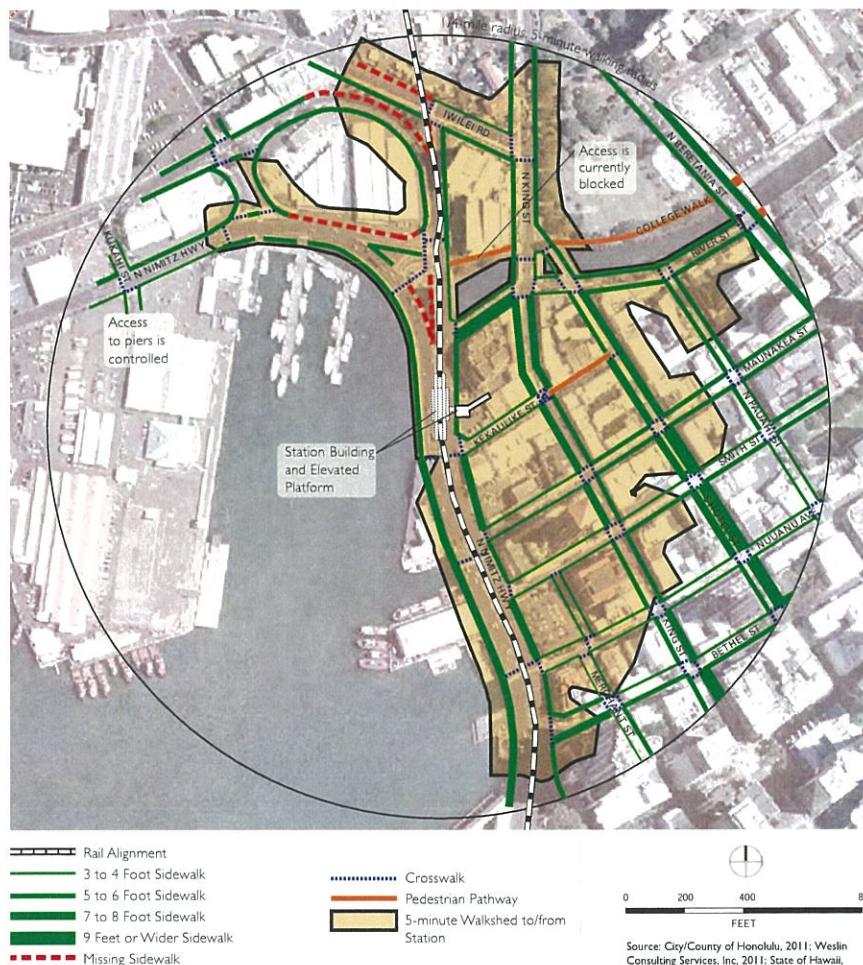 1/4-mile radius, 5-minute walking radius
IWILEI RD
Access is
currently
blocked
N BERETANIA ST
N KING ST
COLLEGE WALK
RIVER ST
KUKAHI ST
N NIMITZ HWY
Access
to piers is
controlled
MAUNAKEA ST
N PAUAHI ST
KEKAULIKE ST
SMITH ST
Station Building
and Elevated
Platform
NUUANU AV
N NIMITZ HWY
KING ST
BETHEL ST
MERCHANT ST
Rail Alignment
3 to 4 Foot Sidewalk
5 to 6 Foot Sidewalk
7 to 8 Foot Sidewalk
9 Feet or Wider Sidewalk
Missing Sidewalk
Crosswalk
Pedestrian Pathway
5-minute Walkshed to/from
Station
0 200 400 8
FEET
Source: City/County of Honolulu, 2011; Weslin
Consulting Services, Inc, 2011; State of Hawaii,